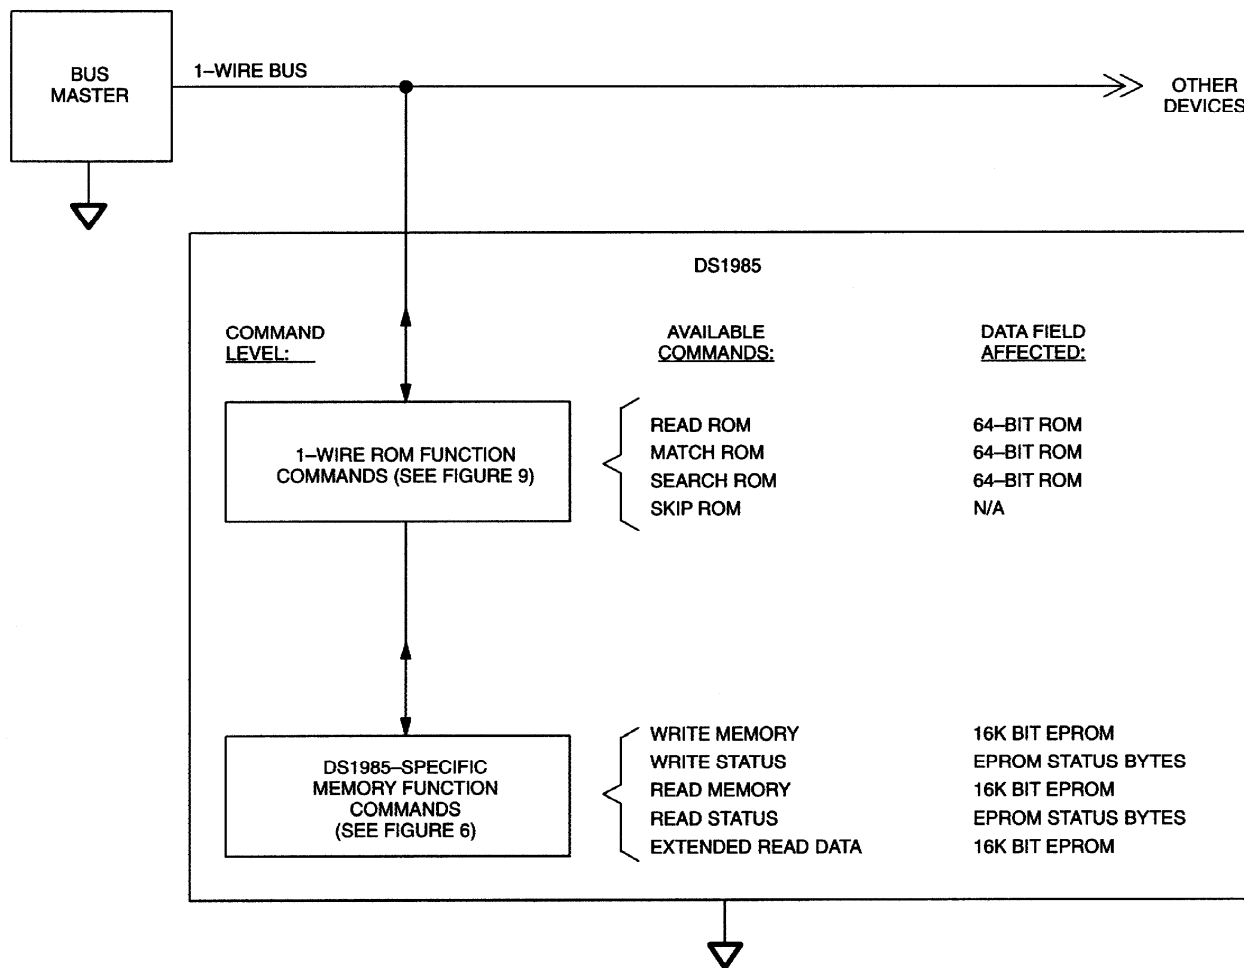 BUS
MASTER
1–WIRE BUS
OTHER
DEVICES
DS1985
COMMAND
LEVEL:
AVAILABLE
COMMANDS:
DATA FIELD
AFFECTED:
1–WIRE ROM FUNCTION
COMMANDS (SEE FIGURE 9)
READ ROM 64–BIT ROM
MATCH ROM 64–BIT ROM
SEARCH ROM 64–BIT ROM
SKIP ROM N/A
DS1985–SPECIFIC
MEMORY FUNCTION
COMMANDS
(SEE FIGURE 6)
WRITE MEMORY 16K BIT EPROM
WRITE STATUS EPROM STATUS BYTES
READ MEMORY 16K BIT EPROM
READ STATUS EPROM STATUS BYTES
EXTENDED READ DATA 16K BIT EPROM